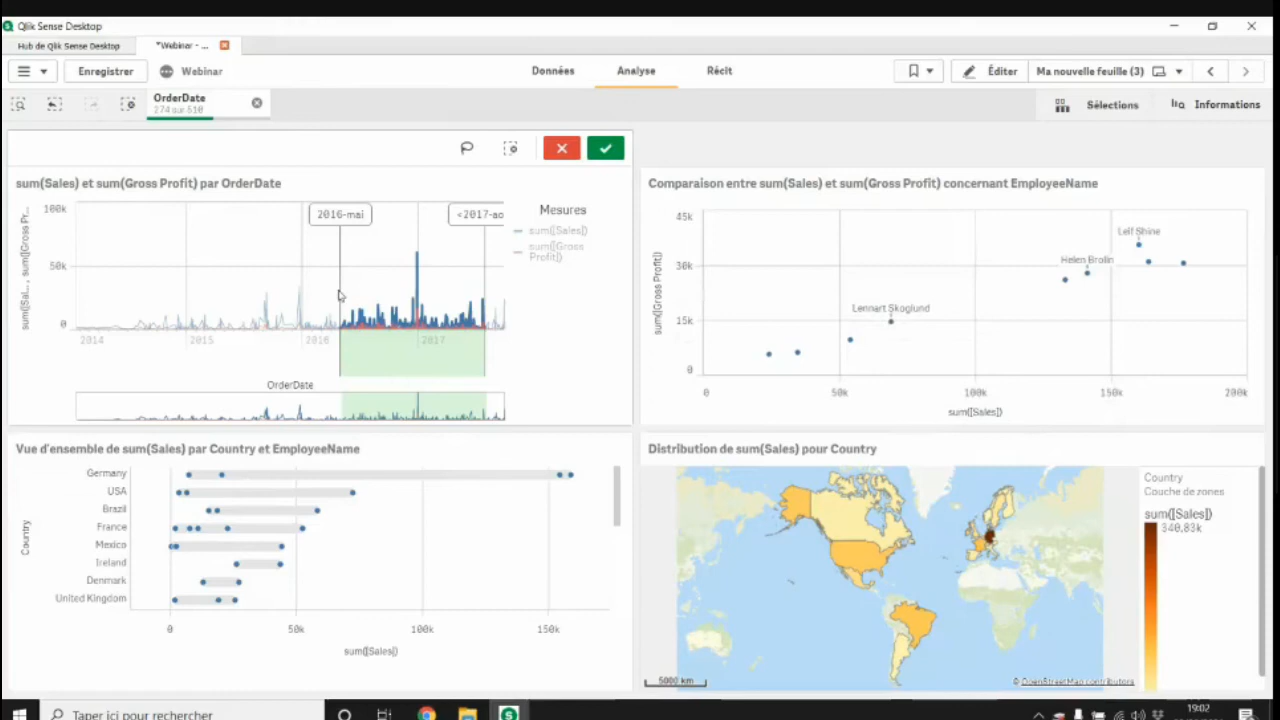 Qlik Sense Desktop
Hub de Qlik Sense Desktop
*Webinar - ...
Enregistrer
Webinar
Données
Analyse
Récit
Éditer
Ma nouvelle feuille (3)
OrderDate
274 sur 510
Sélections
Informations
sum(Sales) et sum(Gross Profit) par OrderDate
sum([Sal... , sum([Gross Pr...
100k
50k
0
2016-mai
<2017-ao
Mesures
sum([Sales])
sum([Gross
Profit])
2014
2015
2016
2017
OrderDate
Comparaison entre sum(Sales) et sum(Gross Profit) concernant EmployeeName
sum([Gross Profit])
45k
30k
15k
0
Leif Shine
Helen Brolin
Lennart Skoglund
0
50k
100k
150k
200k
sum([Sales])
Vue d'ensemble de sum(Sales) par Country et EmployeeName
Country
Germany
USA
Brazil
France
Mexico
Ireland
Denmark
United Kingdom
0
50k
100k
150k
sum([Sales])
Distribution de sum(Sales) pour Country
Country
Couche de zones
sum([Sales])
340,83k
5000 km
© OpenStreetMap contributors
Taper ici pour rechercher
19:02